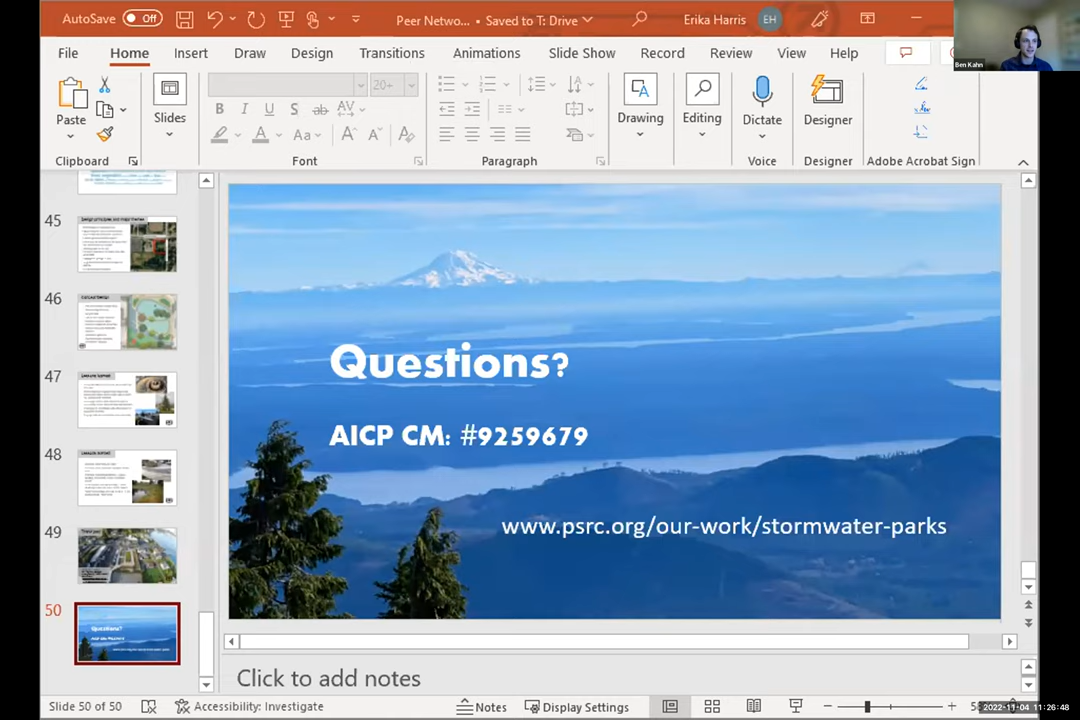 AutoSave Off Peer Netwo... • Saved to T: Drive Erika Harris EH
Ben Kahn
File Home Insert Draw Design Transitions Animations Slide Show Record Review View Help
20+
Paste Slides Drawing Editing Dictate Designer
Clipboard Font Paragraph Voice Designer Adobe Acrobat Sign
45
46
47
48
49
50
Questions?
AICP CM: #9259679
www.psrc.org/our-work/stormwater-parks
Click to add notes
Slide 50 of 50 Accessibility: Investigate Notes Display Settings
2022-11-04 11:26:48